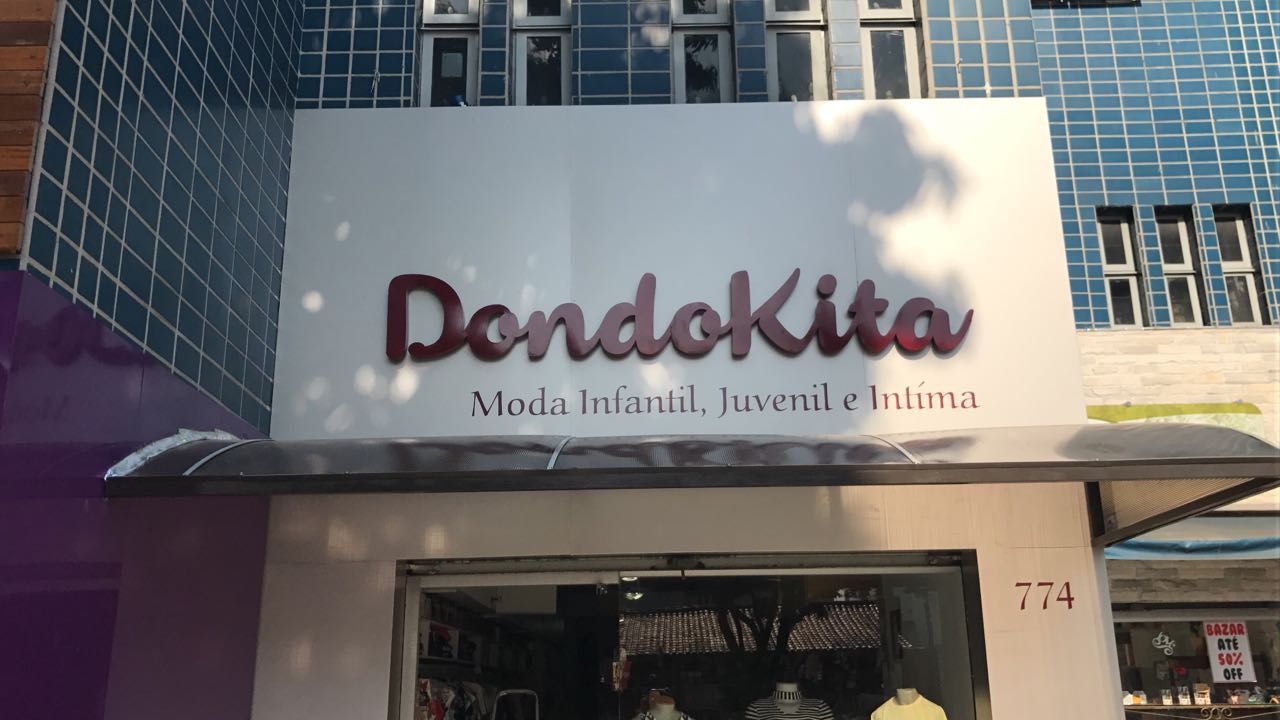 DondoKita
Moda Infantil, Juvenil e Intíma
774
BAZAR
ATÉ
50%
OFF